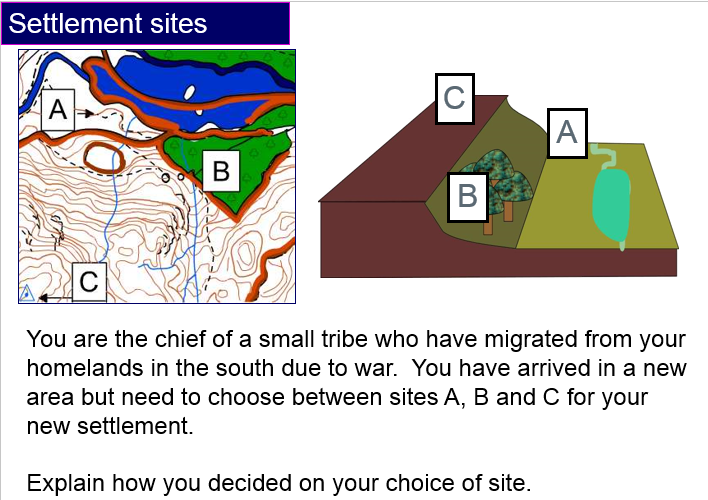 Settlement sites
A
B
C
C
A
B
You are the chief of a small tribe who have migrated from your
homelands in the south due to war.  You have arrived in a new
area but need to choose between sites A, B and C for your
new settlement.
Explain how you decided on your choice of site.